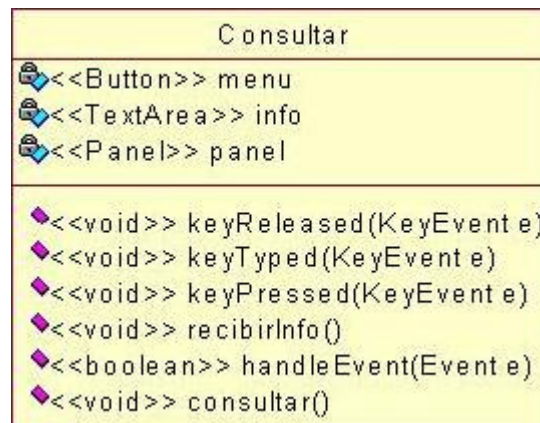 Consultar
<<Button>> menu
<<TextArea>> info
<<Panel>> panel
<<void>> keyReleased(KeyEvent e)
<<void>> keyTyped(KeyEvent e)
<<void>> keyPressed(KeyEvent e)
<<void>> recibirInfo()
<<boolean>> handleEvent(Event e)
<<void>> consultar()